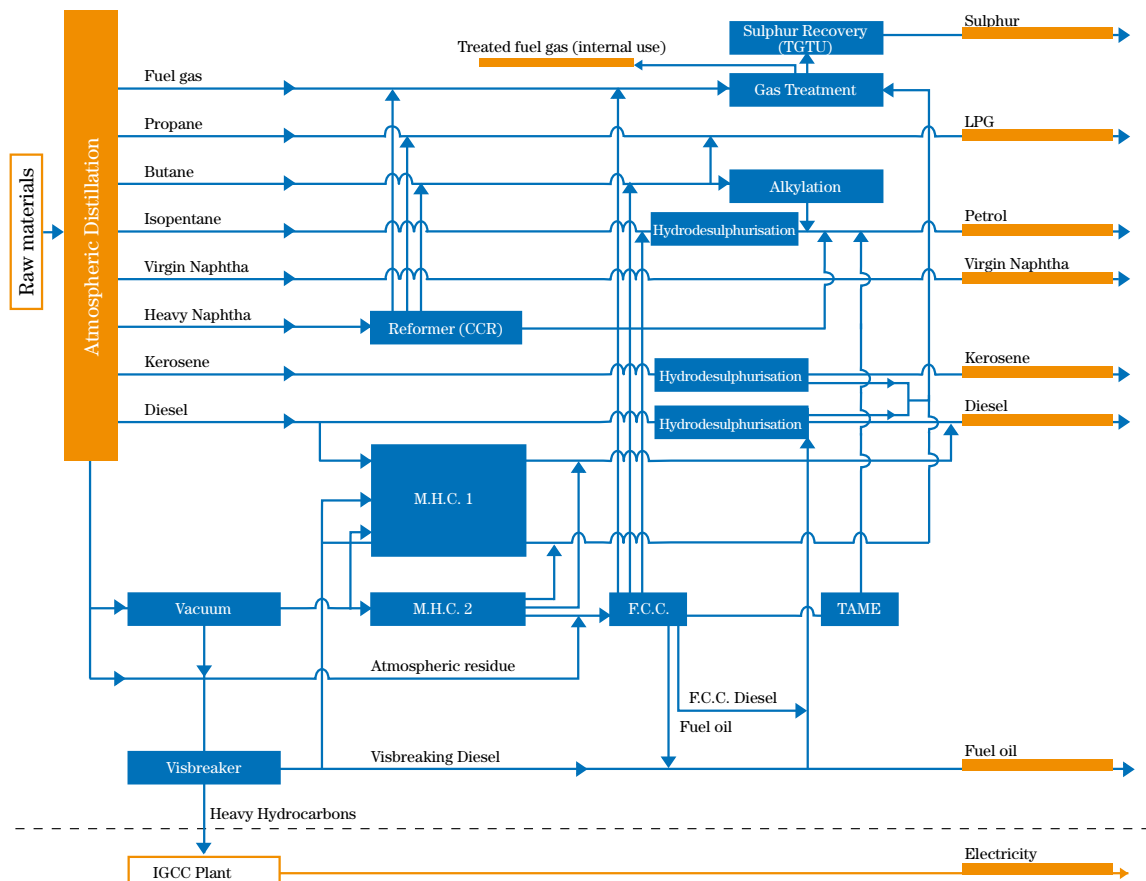 Sulphur
Sulphur Recovery
(TGTU)
Treated fuel gas (internal use)
Fuel gas
Gas Treatment
Propane
LPG
Butane
Alkylation
Isopentane
Hydrodesulphurisation
Petrol
Virgin Naphtha
Virgin Naphtha
Heavy Naphtha
Reformer (CCR)
Kerosene
Hydrodesulphurisation
Kerosene
Diesel
Hydrodesulphurisation
Diesel
Raw materials
Atmospheric Distillation
M.H.C. 1
Vacuum
M.H.C. 2
F.C.C.
TAME
Atmospheric residue
F.C.C. Diesel
Fuel oil
Visbreaker
Visbreaking Diesel
Fuel oil
Heavy Hydrocarbons
IGCC Plant
Electricity